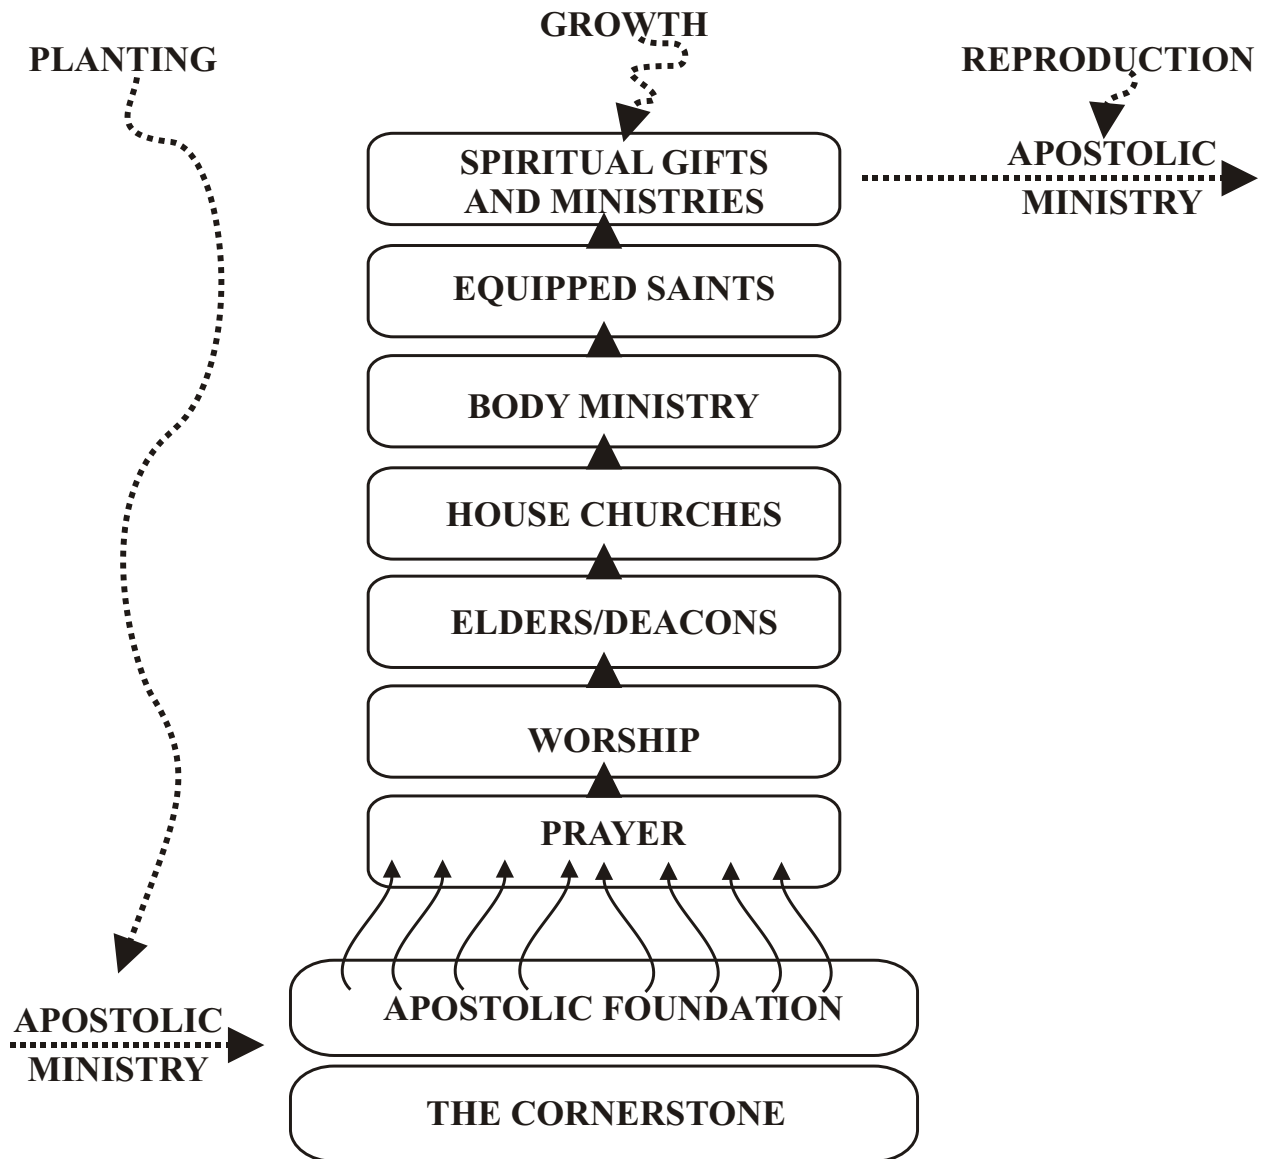 GROWTH
PLANTING
REPRODUCTION
SPIRITUAL GIFTS
AND MINISTRIES
APOSTOLIC
MINISTRY
EQUIPPED SAINTS
BODY MINISTRY
HOUSE CHURCHES
ELDERS/DEACONS
WORSHIP
PRAYER
APOSTOLIC FOUNDATION
APOSTOLIC
MINISTRY
THE CORNERSTONE